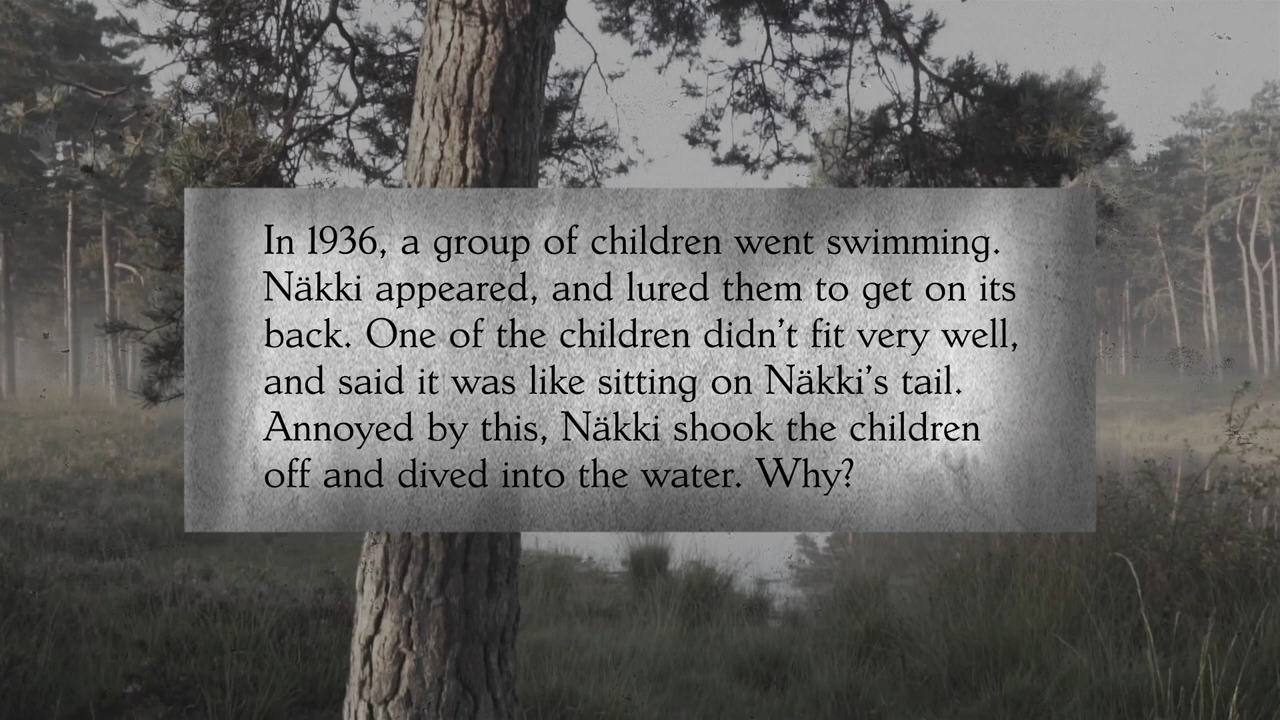 In 1936, a group of children went swimming.
Näkki appeared, and lured them to get on its
back. One of the children didn’t fit very well,
and said it was like sitting on Näkki’s tail.
Annoyed by this, Näkki shook the children
off and dived into the water. Why?